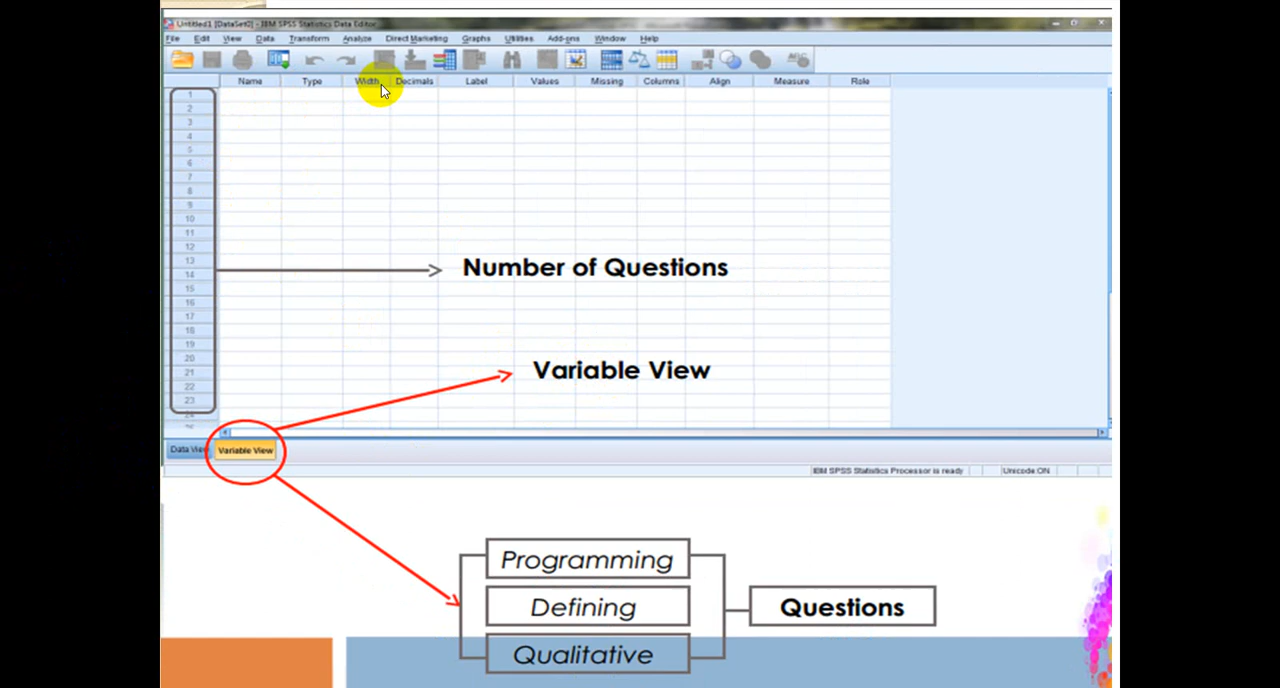 Untitled1 [DataSet0] - IBM SPSS Statistics Data Editor
File Edit View Data Transform Analyze Direct Marketing Graphs Utilities Add-ons Window Help
Name Type Width Decimals Label Values Missing Columns Align Measure Role
1
2
3
4
5
6
7
8
9
10
11
12
13
14
15
16
17
18
19
20
21
22
23
24
Number of Questions
Variable View
Data View Variable View
IBM SPSS Statistics Processor is ready Unicode:ON
Programming
Defining
Qualitative
Questions